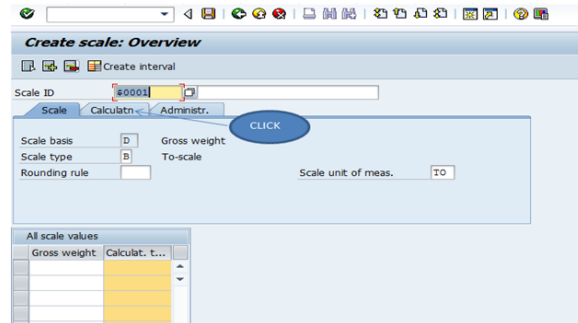 Create scale: Overview
Create interval
Scale ID $0001
Scale Calculatn Administr.
CLICK
Scale basis D Gross weight
Scale type B To-scale
Rounding rule Scale unit of meas. TO
All scale values
Gross weight Calculat. t...